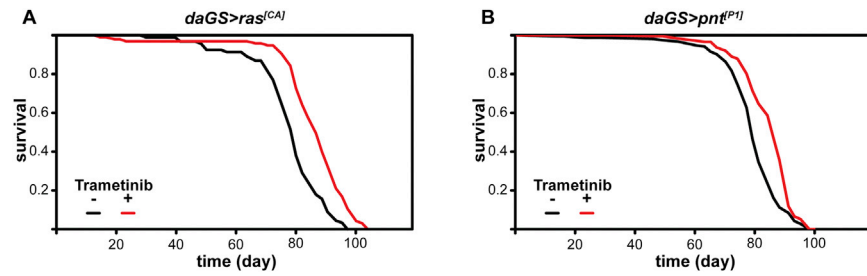 A
daGS>ras[CA]
survival
0.8
0.6
0.4
0.2
Trametinib
- +
20 40 60 80 100
time (day)
B
daGS>pnt[P1]
survival
0.8
0.6
0.4
0.2
Trametinib
- +
20 40 60 80 100
time (day)